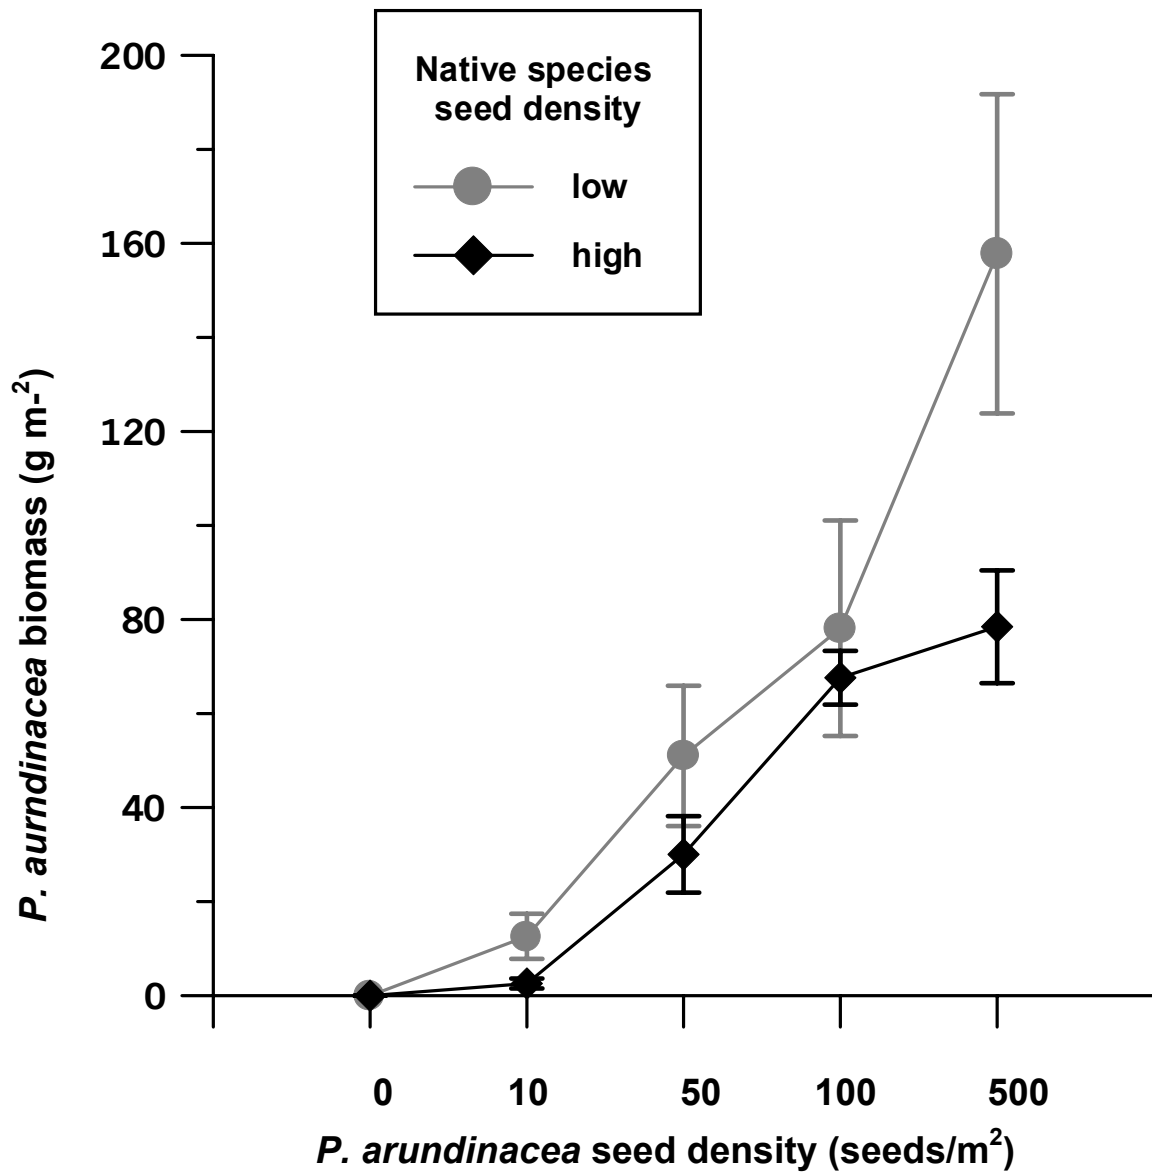 200
160
120
80
40
0
P. aurndinacea biomass (g m-²)
Native species
seed density
low
high
0 10 50 100 500
P. arundinacea seed density (seeds/m²)